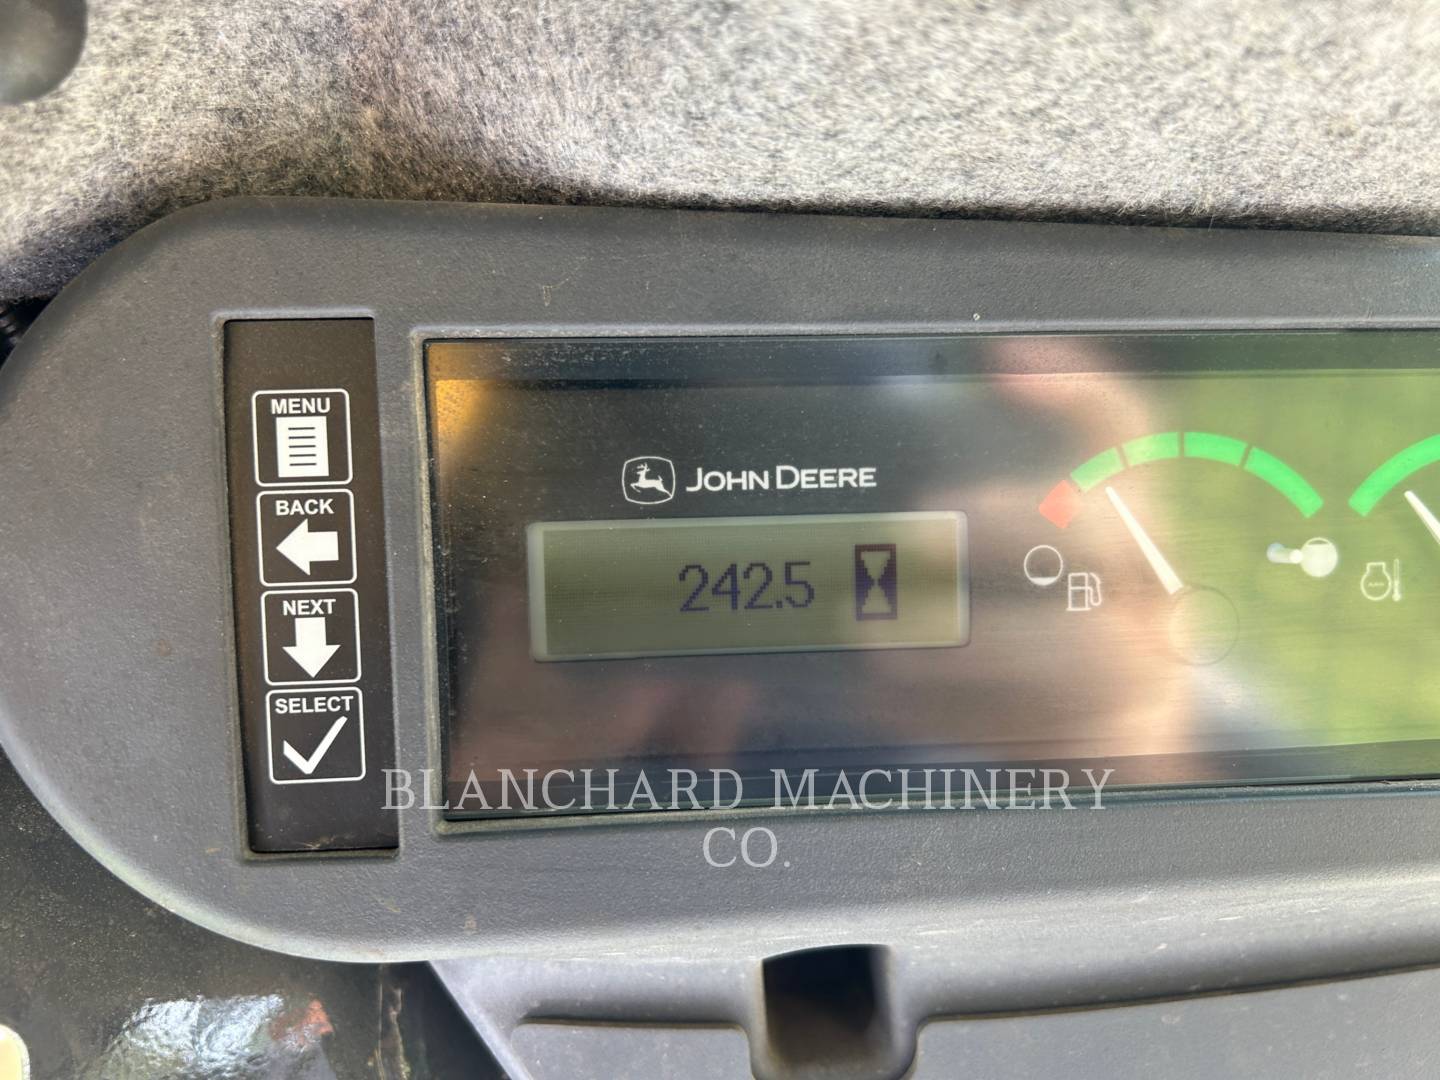 MENU
BACK
NEXT
SELECT
JOHN DEERE
242.5
BLANCHARD MACHINERY
CO.